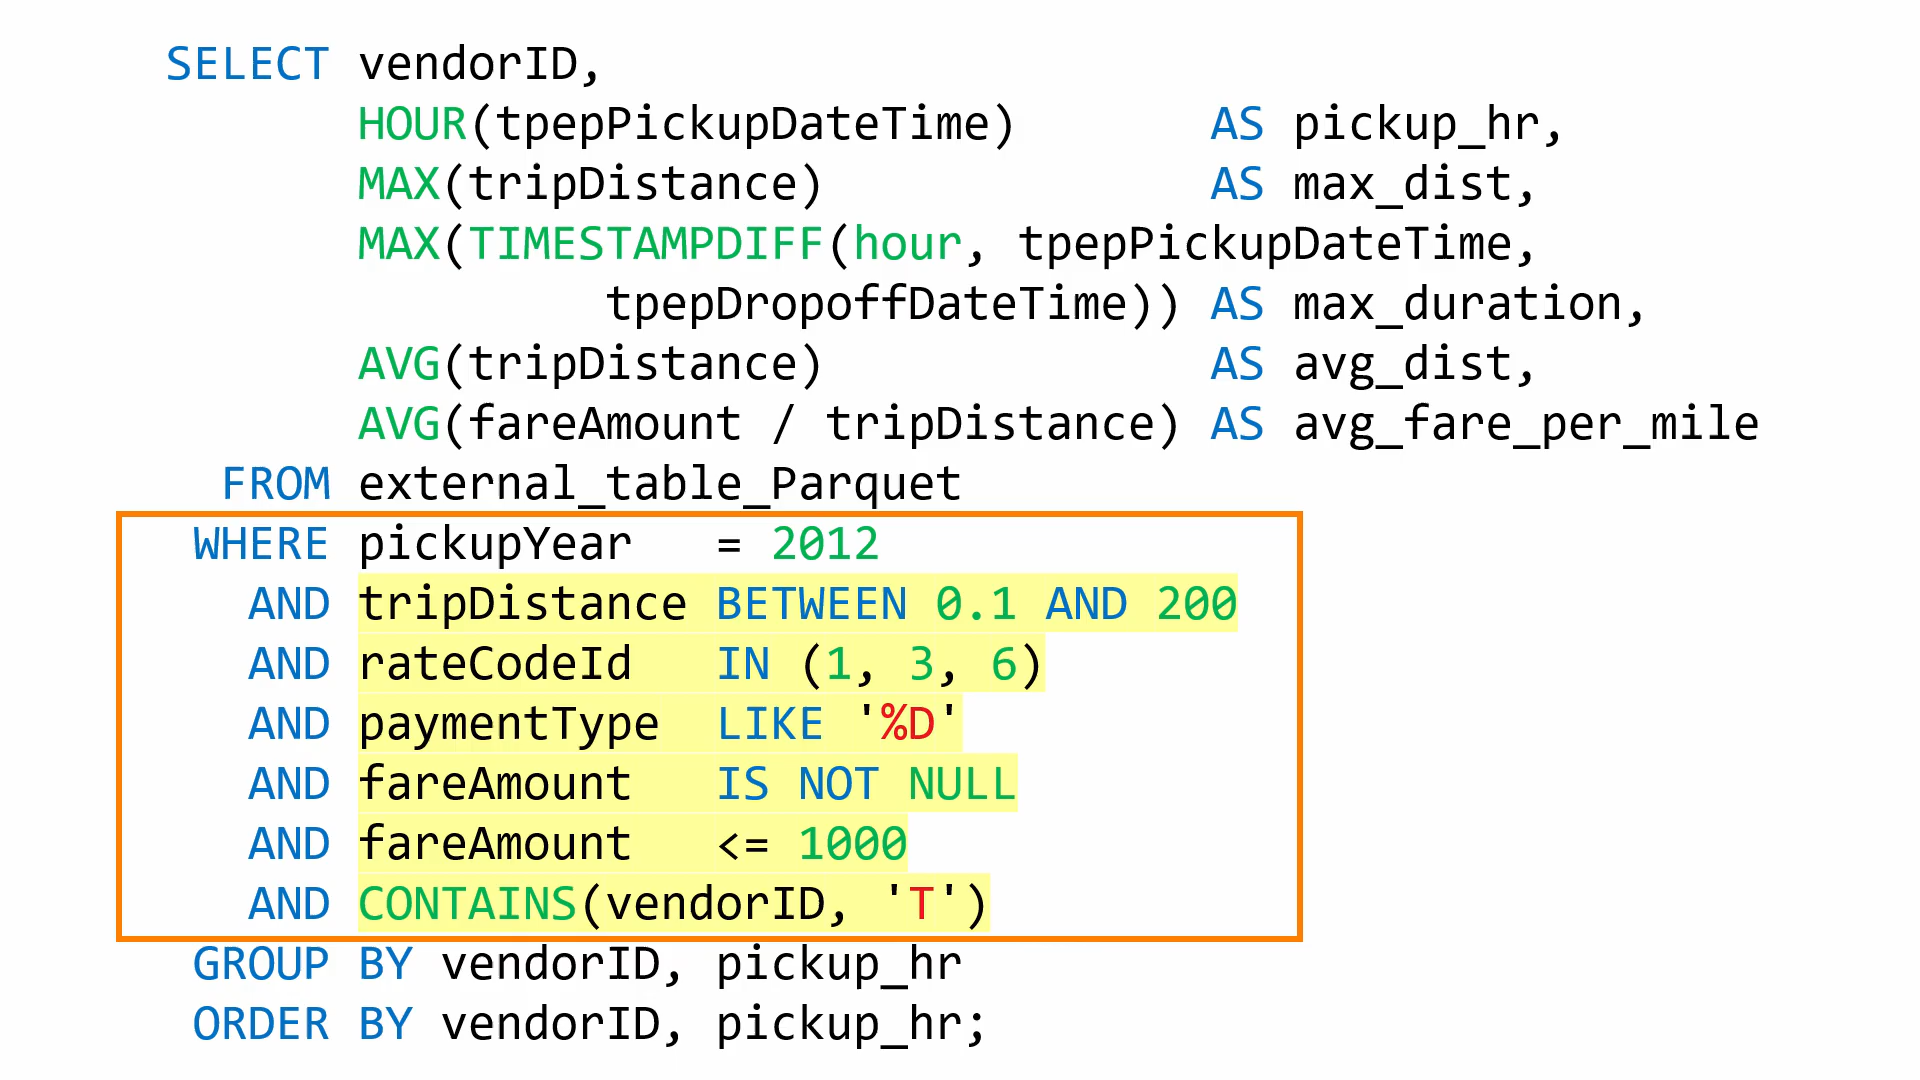 SELECT vendorID,
HOUR(tpepPickupDateTime) AS pickup_hr,
MAX(tripDistance) AS max_dist,
MAX(TIMESTAMPDIFF(hour, tpepPickupDateTime,
tpepDropoffDateTime)) AS max_duration,
AVG(tripDistance) AS avg_dist,
AVG(fareAmount / tripDistance) AS avg_fare_per_mile
FROM external_table_Parquet
WHERE pickupYear = 2012
AND tripDistance BETWEEN 0.1 AND 200
AND rateCodeId IN (1, 3, 6)
AND paymentType LIKE '%D'
AND fareAmount IS NOT NULL
AND fareAmount <= 1000
AND CONTAINS(vendorID, 'T')
GROUP BY vendorID, pickup_hr
ORDER BY vendorID, pickup_hr;